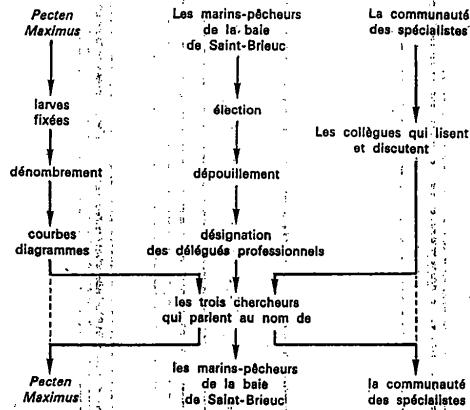 Pecten
Maximus
Les marins-pêcheurs
de la baie
de Saint-Brieuc
La communauté
des spécialistes
larves
fixées
élection
Les collègues qui lisent
et discutent
dénombrement
dépouillement
courbes
diagrammes
désignation
des délégués professionnels
les trois chercheurs
qui parlent au nom de
Pecten
Maximus
les marins-pêcheurs
de la baie
de Saint-Brieuc
la communauté
des spécialistes